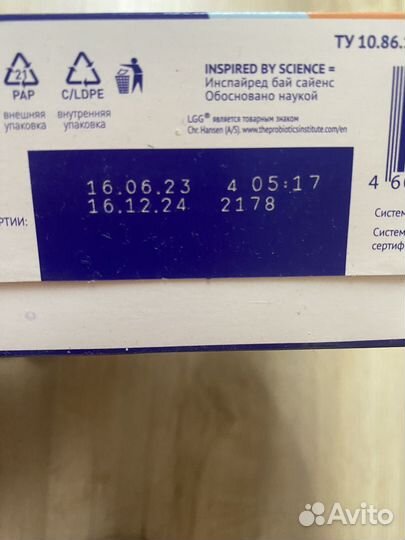 21
PAP
C/LDPE
внешняя
упаковка
внутренняя
упаковка
ТУ 10.86.
INSPIRED BY SCIENCE =
Инспайред бай сайенс
Обосновано наукой
LGG® является товарным знаком
Chr. Hansen (A/S). www.theprobioticsinstitute.com/en
16.06.23 4 05:17
16.12.24 2178
РТИИ:
4 6
Систем
Систем
сертиф
Avito